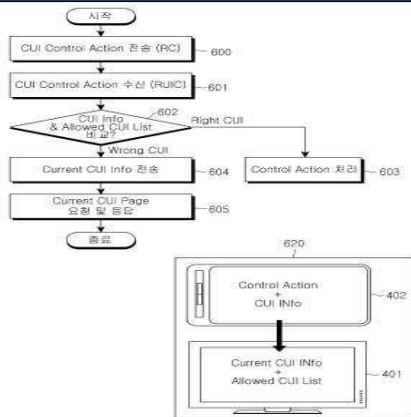 시작
CUI Control Action 전송 (RC)
600
CUI Control Action 수신 (RUIC)
601
602
CUI Info
& Allowed CUI List
비교?
Right CUI
Wrong CUI
Current CUI Info 전송
604
Control Action 처리
603
Current CUI Page
요청 및 응답
605
종료
620
Control Action
+
CUI INfo
402
Current CUI INfo
+
Allowed CUI List
401